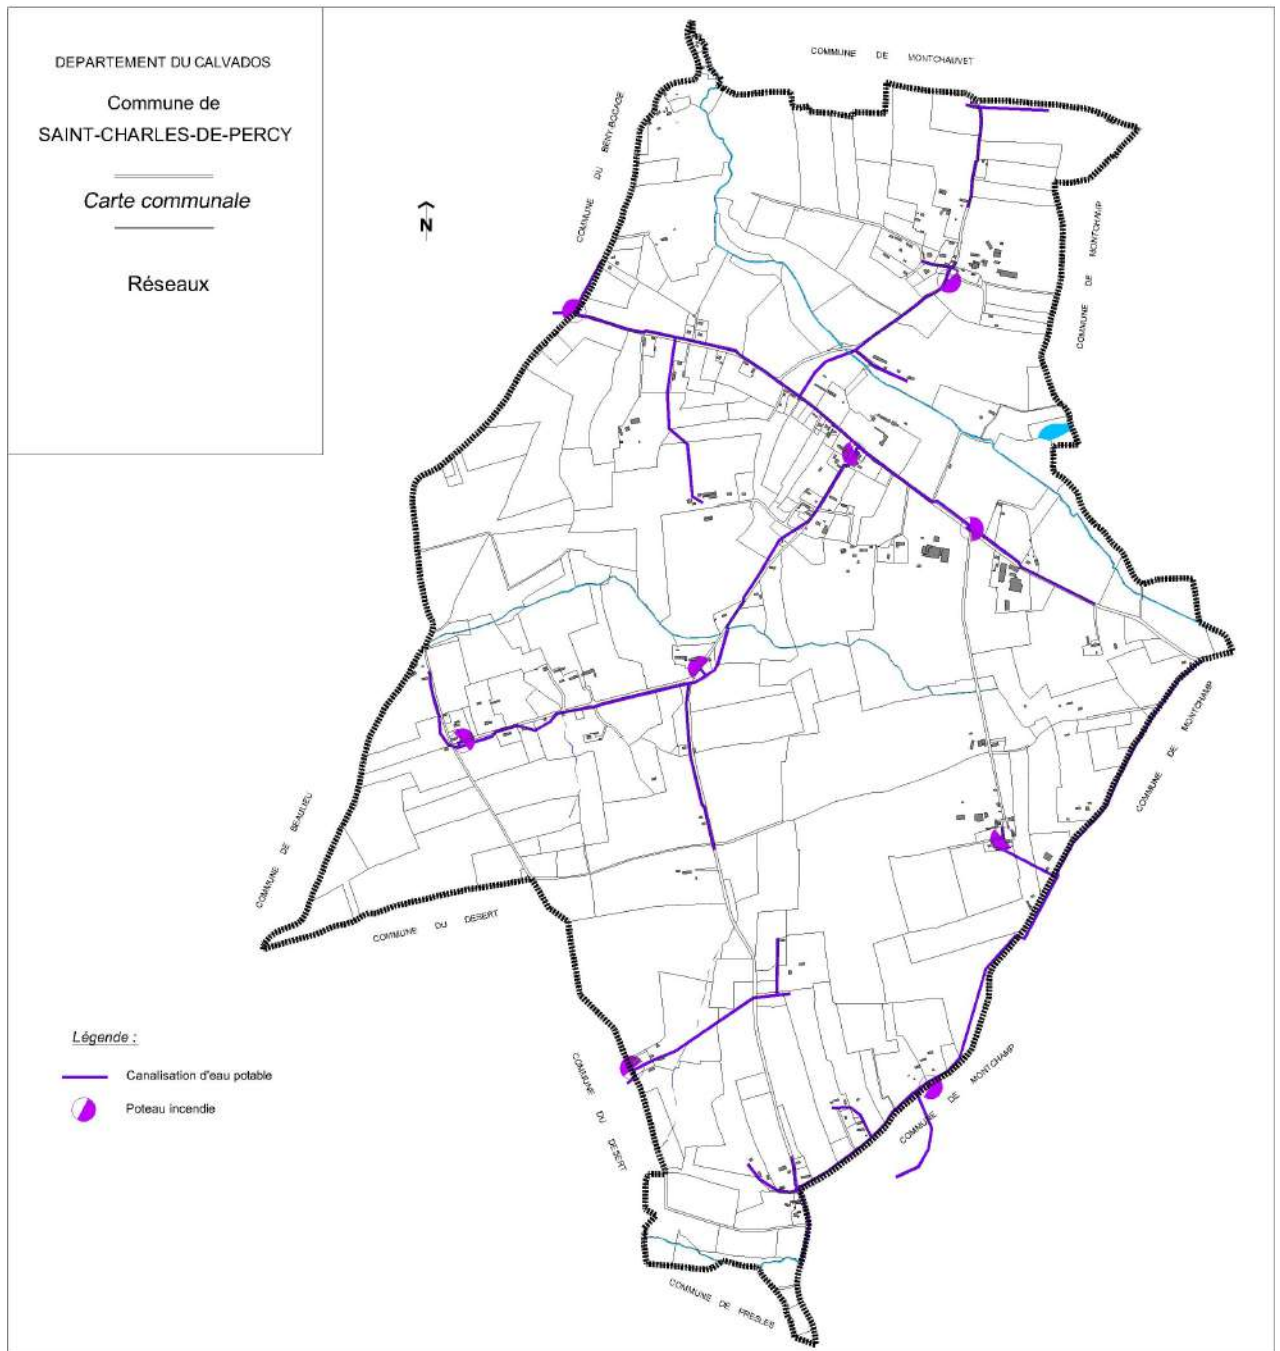 DEPARTEMENT DU CALVADOS
Commune de
SAINT-CHARLES-DE-PERCY
Carte communale
Réseaux
N
COMMUNE DE MONTCHAUVET
COMMUNE DU BENY-BOCAGE
COMMUNE DE MONTCHAMP
COMMUNE DE MONTCHAMP
COMMUNE DE BEAULIEU
COMMUNE DU DESERT
Légende :
Canalisation d'eau potable
Poteau incendie
COMMUNE DU DESERT
COMMUNE DE MONTCHAMP
COMMUNE DE PRESLES